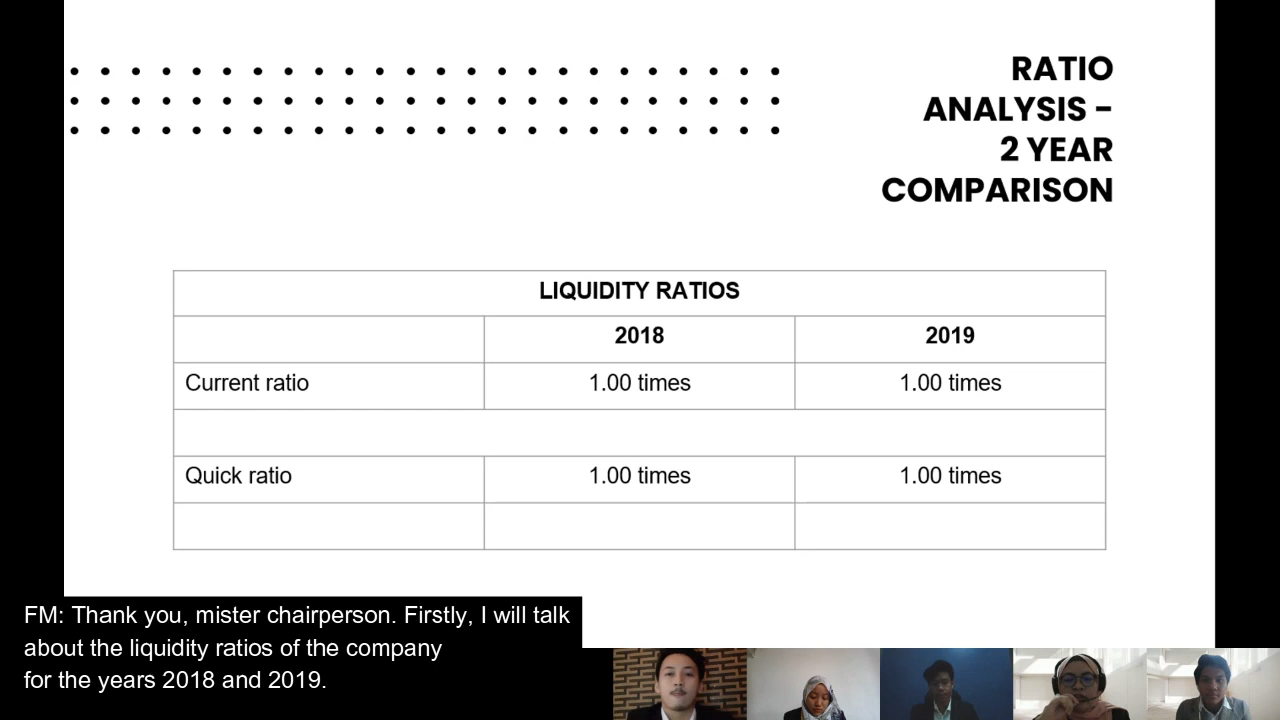 RATIO
ANALYSIS -
2 YEAR
COMPARISON
LIQUIDITY RATIOS
2018 2019
Current ratio 1.00 times 1.00 times
Quick ratio 1.00 times 1.00 times
FM: Thank you, mister chairperson. Firstly, I will talk
about the liquidity ratios of the company
for the years 2018 and 2019.